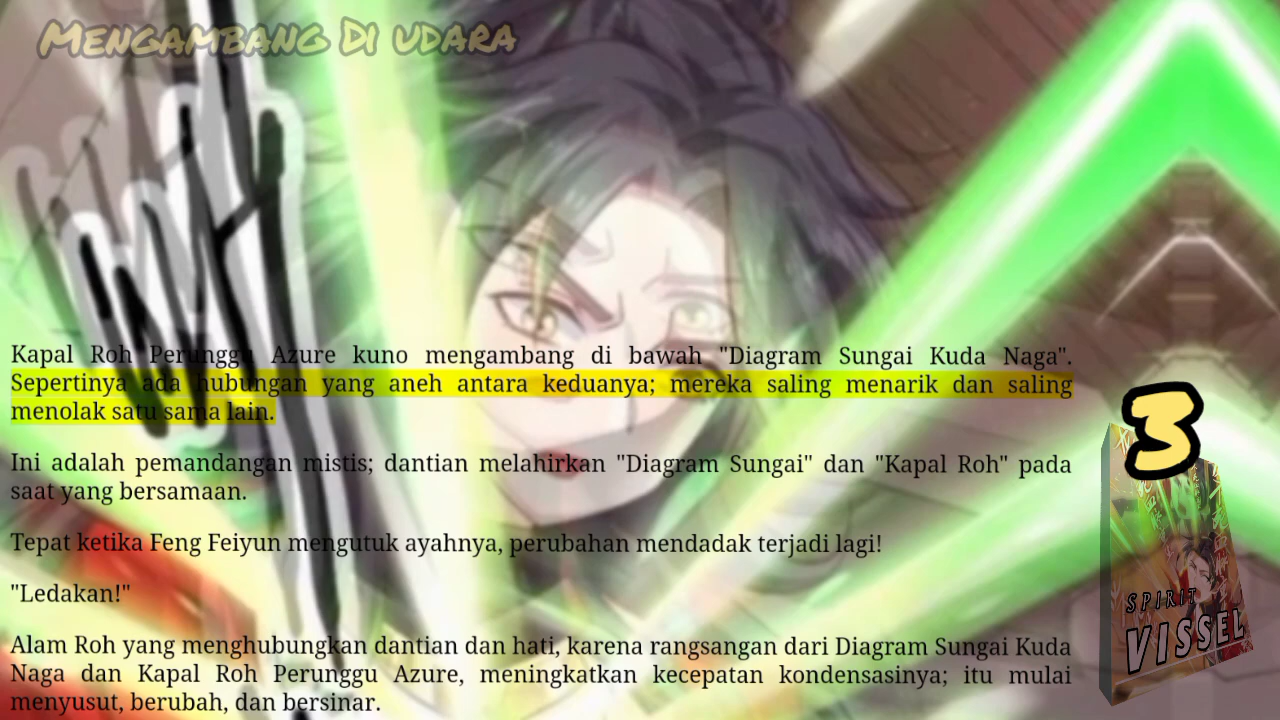 Mengambang Di udara
Kapal Roh Perunggu Azure kuno mengambang di bawah "Diagram Sungai Kuda Naga".
Sepertinya ada hubungan yang aneh antara keduanya; mereka saling menarik dan saling
menolak satu sama lain.
Ini adalah pemandangan mistis; dantian melahirkan "Diagram Sungai" dan "Kapal Roh" pada
saat yang bersamaan.
Tepat ketika Feng Feiyun mengutuk ayahnya, perubahan mendadak terjadi lagi!
"Ledakan!"
Alam Roh yang menghubungkan dantian dan hati, karena rangsangan dari Diagram Sungai Kuda
Naga dan Kapal Roh Perunggu Azure, meningkatkan kecepatan kondensasinya; itu mulai
menyusut, berubah, dan bersinar.
3
SPIRIT
VISSEL